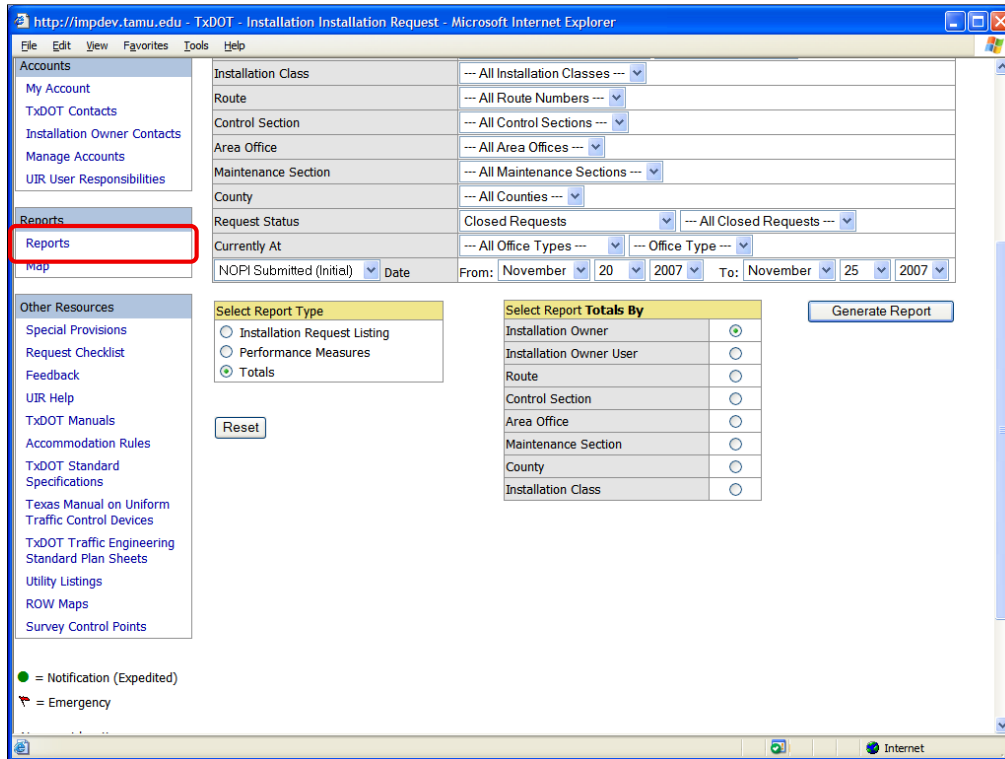 http://impdev.tamu.edu - TxDOT - Installation Installation Request - Microsoft Internet Explorer
File Edit View Favorites Tools Help
Accounts
My Account
TxDOT Contacts
Installation Owner Contacts
Manage Accounts
UIR User Responsibilities
Reports
Reports
Map
Other Resources
Special Provisions
Request Checklist
Feedback
UIR Help
TxDOT Manuals
Accommodation Rules
TxDOT Standard
Specifications
Texas Manual on Uniform
Traffic Control Devices
TxDOT Traffic Engineering
Standard Plan Sheets
Utility Listings
ROW Maps
Survey Control Points
= Notification (Expedited)
= Emergency
Installation Class --- All Installation Classes ---
Route --- All Route Numbers ---
Control Section --- All Control Sections ---
Area Office --- All Area Offices ---
Maintenance Section --- All Maintenance Sections ---
County --- All Counties ---
Request Status Closed Requests --- All Closed Requests ---
Currently At --- All Office Types --- --- Office Type ---
NOPI Submitted (Initial) Date From: November 20 2007 To: November 25 2007
Select Report Type
Installation Request Listing
Performance Measures
Totals
Reset
Select Report Totals By
Installation Owner
Installation Owner User
Route
Control Section
Area Office
Maintenance Section
County
Installation Class
Generate Report
Internet